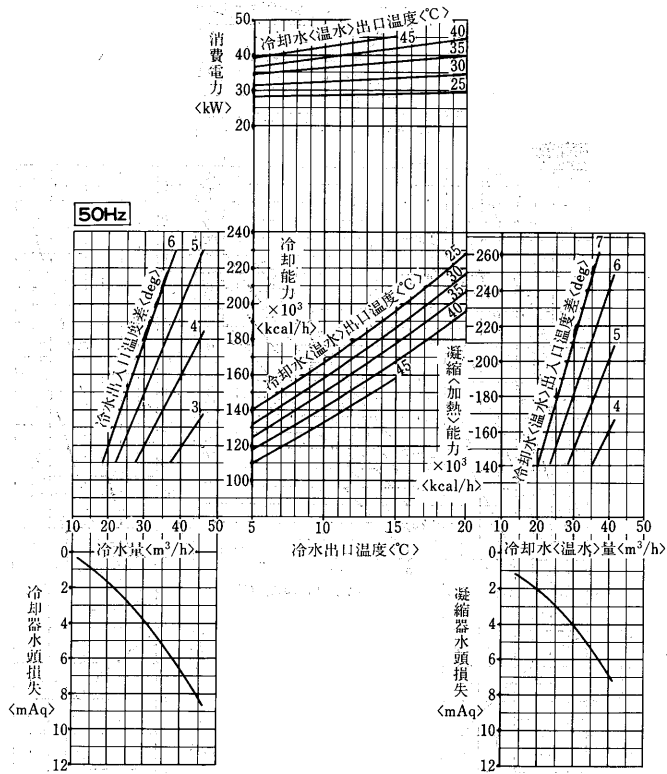 50
40
30
20
消費電力
<kW>
冷却水<温水>出口温度<℃>
45
40
35
30
25
50Hz
6
5
4
3
冷水出入口温度差<deg>
240
220
200
180
160
140
120
100
冷却能力
×10³
<kcal/h>
冷却水<温水>出口温度<℃>
25
30
35
40
45
凝縮<加熱>能力
×10³
<kcal/h>
260
240
220
200
180
160
140
7
6
5
4
冷却水<温水>出入口温度差<deg>
10 20 30 40 50
冷水量<m³/h>
5 10 15 20
冷水出口温度<℃>
10 20 30 40 50
冷却水<温水>量<m³/h>
0
2
4
6
8
10
12
冷却器水頭損失
<mAq>
0
2
4
6
8
10
12
凝縮器水頭損失
<mAq>